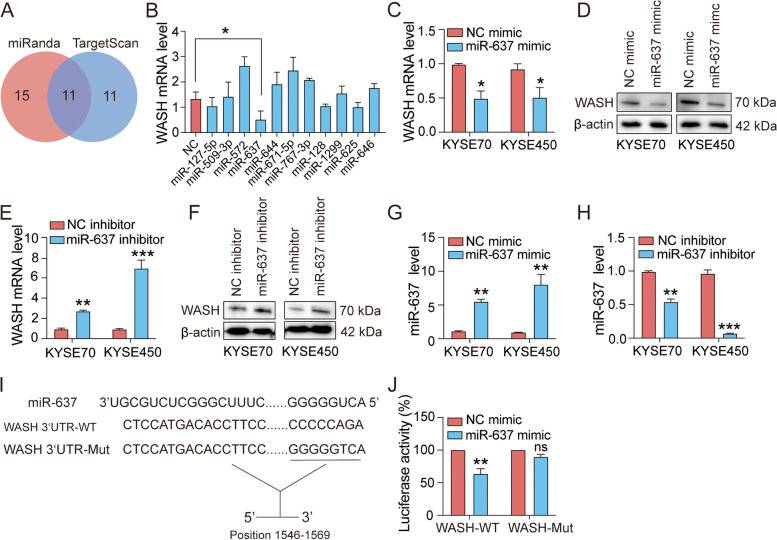 A
miRanda TargetScan
15 11 11
B
WASH mRNA level
4
3
2
1
0
*
NC
miR-127-5p
miR-509-3p
miR-572
miR-637
miR-644
miR-671-5p
miR-767-3p
miR-128
miR-1299
miR-625
miR-646
C
NC mimic
miR-637 mimic
WASH mRNA level
1.5
1.0
0.5
0.0
* *
KYSE70 KYSE450
D
NC mimic
miR-637 mimic
NC mimic
miR-637 mimic
WASH 70 kDa
β-actin 42 kDa
KYSE70 KYSE450
E
NC inhibitor
miR-637 inhibitor
WASH mRNA level
10
8
6
4
2
0
** ***
KYSE70 KYSE450
F
NC inhibitor
miR-637 inhibitor
NC inhibitor
miR-637 inhibitor
WASH 70 kDa
β-actin 42 kDa
KYSE70 KYSE450
G
NC mimic
miR-637 mimic
miR-637 level
15
10
5
0
** **
KYSE70 KYSE450
H
NC inhibitor
miR-637 inhibitor
miR-637 level
1.5
1.0
0.5
0.0
** ***
KYSE70 KYSE450
I
miR-637 3'UGCGUCUCGGGCUUUC......GGGGGUCA 5'
WASH 3'UTR-WT CTCCATGACACCTTCC......CCCCCAGA
WASH 3'UTR-Mut CTCCATGACACCTTCC......GGGGGTCA
5' 3'
Position 1546-1569
J
NC mimic
miR-637 mimic
Luciferase activity (%)
150
100
50
0
** ns
WASH-WT WASH-Mut